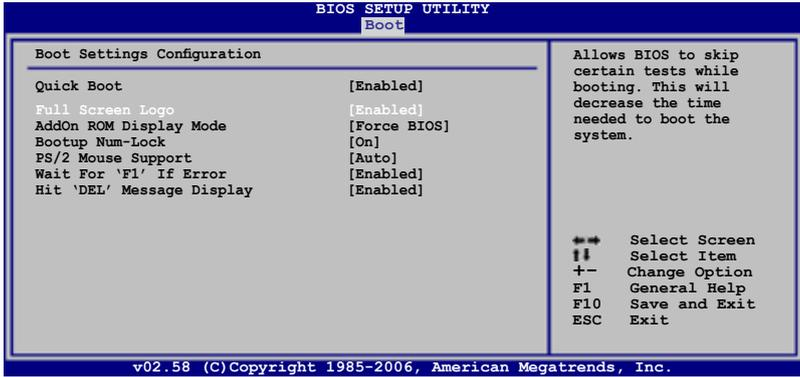 BIOS SETUP UTILITY
Boot
Boot Settings Configuration
Quick Boot [Enabled]
Full Screen Logo [Enabled]
AddOn ROM Display Mode [Force BIOS]
Bootup Num-Lock [On]
PS/2 Mouse Support [Auto]
Wait For ‘F1’ If Error [Enabled]
Hit ‘DEL’ Message Display [Enabled]
Allows BIOS to skip
certain tests while
booting. This will
decrease the time
needed to boot the
system.
←→ Select Screen
↑↓ Select Item
+- Change Option
F1 General Help
F10 Save and Exit
ESC Exit
v02.58 (C)Copyright 1985-2006, American Megatrends, Inc.